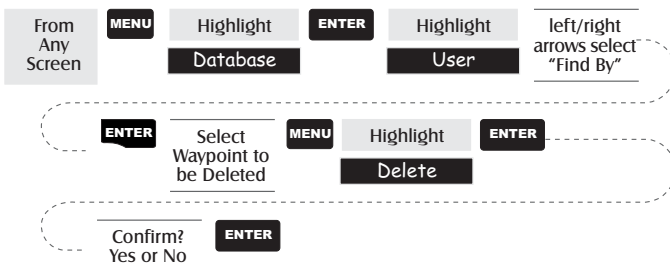 From
Any
Screen
MENU
Highlight
Database
ENTER
Highlight
User
left/right
arrows select
“Find By”
ENTER
Select
Waypoint to
be Deleted
MENU
Highlight
Delete
ENTER
Confirm?
Yes or No
ENTER